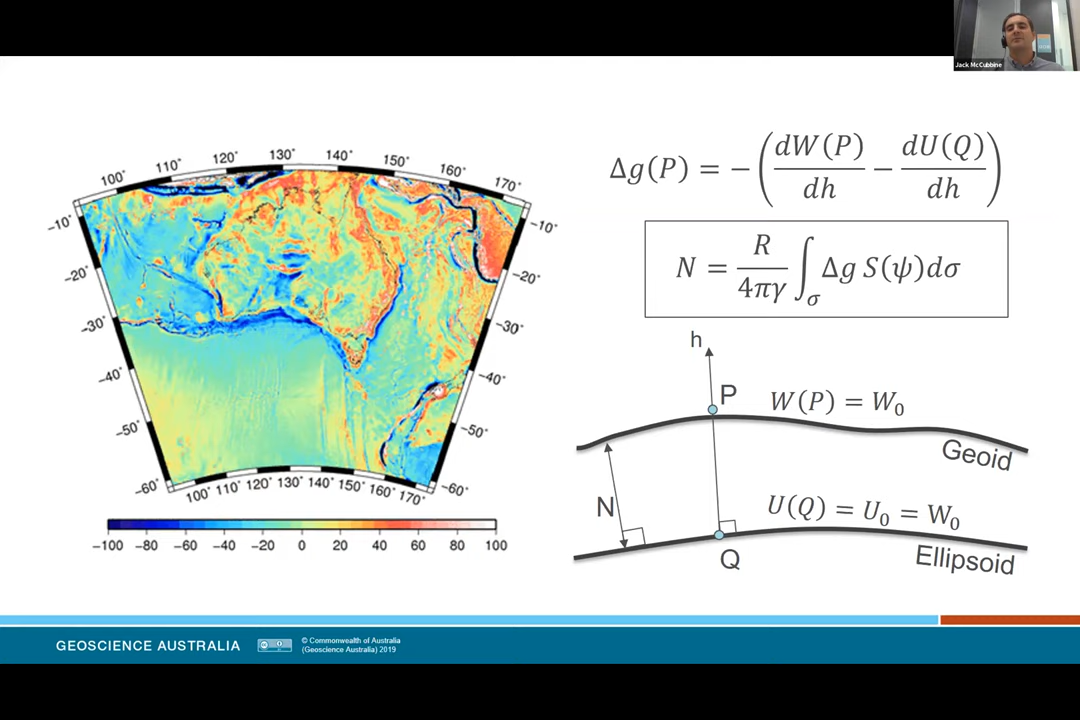 Jack McCubbine
Δg(P) = −(dW(P)/dh − dU(Q)/dh)
N = R/4πγ ∫σ Δg S(ψ)dσ
100° 110° 120° 130° 140° 150° 160° 170°
−10° −10°
−20° −20°
−30° −30°
−40° −40°
−50° −50°
−60° −60°
100° 110° 120° 130° 140° 150° 160° 170°
−100 −80 −60 −40 −20 0 20 40 60 80 100
h
P
W(P) = W₀
Geoid
N
U(Q) = U₀ = W₀
Q
Ellipsoid
GEOSCIENCE AUSTRALIA
© Commonwealth of Australia
(Geoscience Australia) 2019